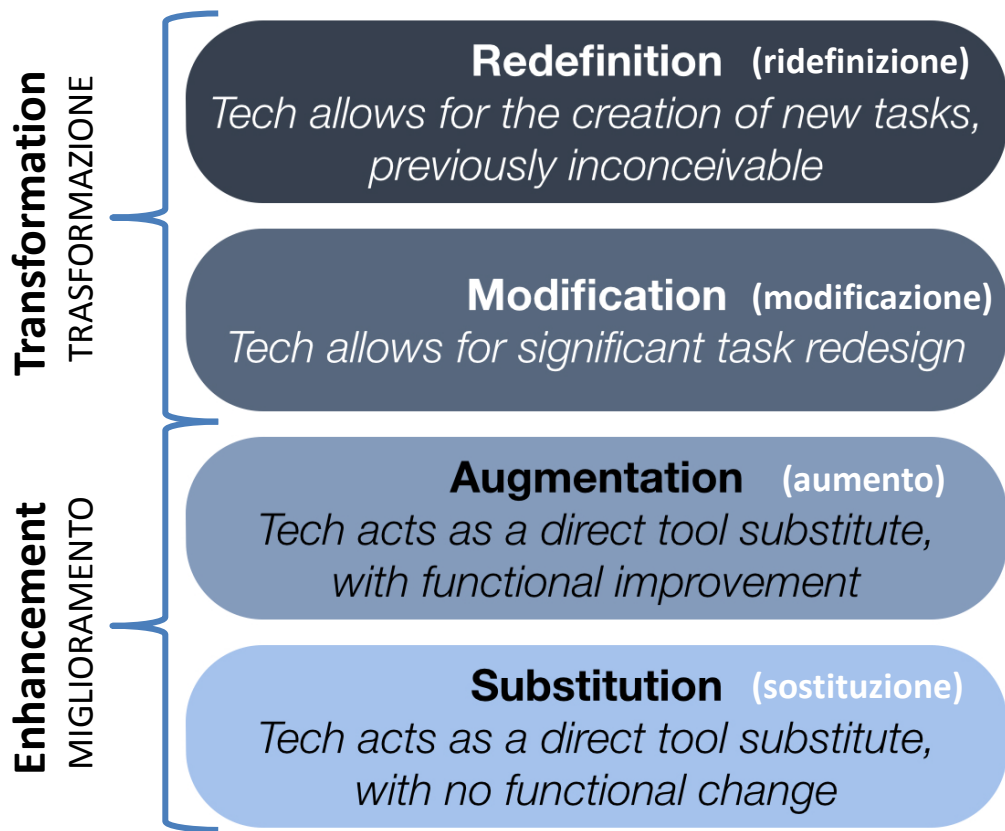 Transformation
TRASFORMAZIONE
Redefinition (ridefinizione)
Tech allows for the creation of new tasks,
previously inconceivable
Modification (modificazione)
Tech allows for significant task redesign
Enhancement
MIGLIORAMENTO
Augmentation (aumento)
Tech acts as a direct tool substitute,
with functional improvement
Substitution (sostituzione)
Tech acts as a direct tool substitute,
with no functional change